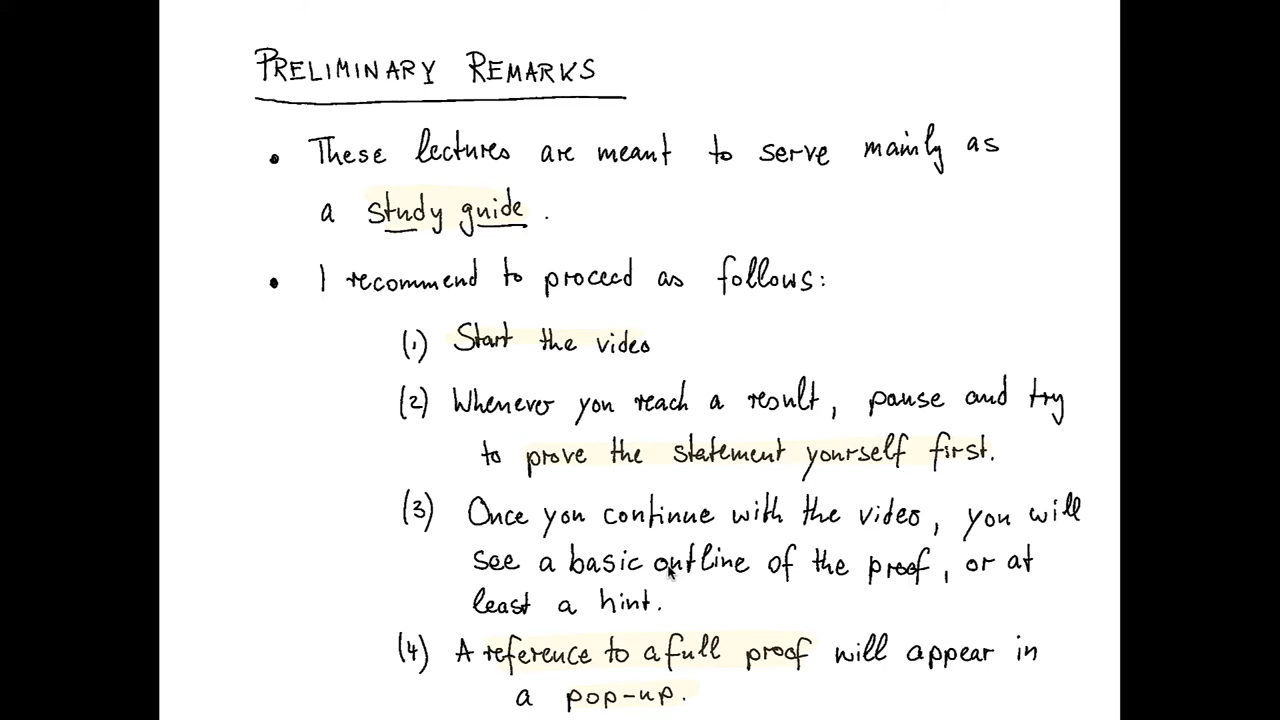 PRELIMINARY REMARKS
• These lectures are meant to serve mainly as
a study guide.
• I recommend to proceed as follows:
(1) Start the video
(2) Whenever you reach a result, pause and try
to prove the statement yourself first.
(3) Once you continue with the video, you will
see a basic outline of the proof, or at
least a hint.
(4) A reference to a full proof will appear in
a pop-up.